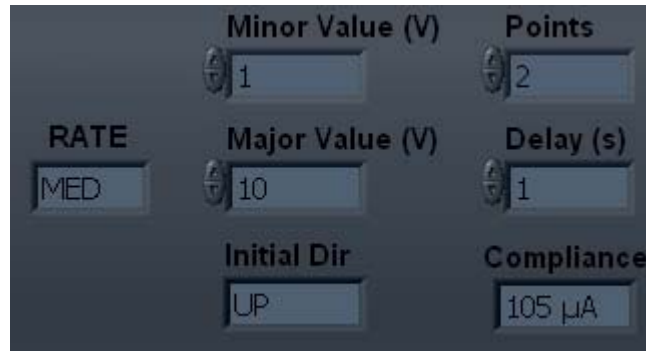 Minor Value (V) Points
1 2
RATE Major Value (V) Delay (s)
MED 10 1
Initial Dir Compliance
UP 105 µA